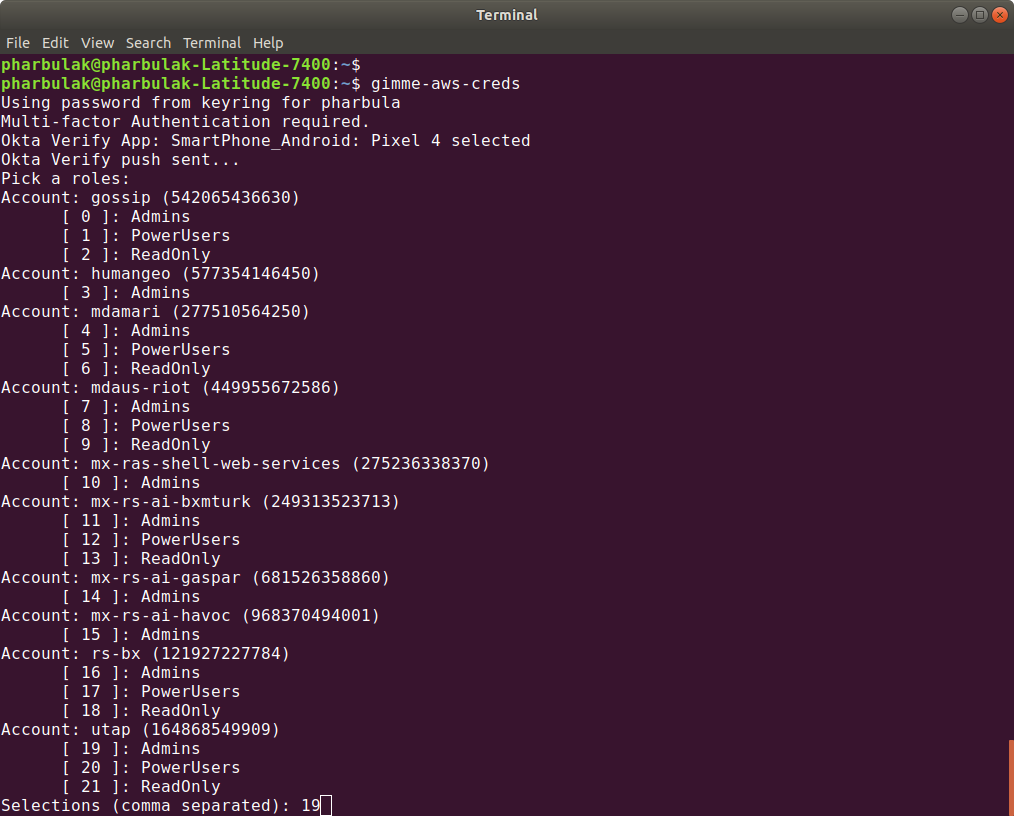 Terminal
File Edit View Search Terminal Help
pharbulak@pharbulak-Latitude-7400:~$
pharbulak@pharbulak-Latitude-7400:~$ gimme-aws-creds
Using password from keyring for pharbula
Multi-factor Authentication required.
Okta Verify App: SmartPhone_Android: Pixel 4 selected
Okta Verify push sent...
Pick a roles:
Account: gossip (542065436630)
[ 0 ]: Admins
[ 1 ]: PowerUsers
[ 2 ]: ReadOnly
Account: humangeo (577354146450)
[ 3 ]: Admins
Account: mdamari (277510564250)
[ 4 ]: Admins
[ 5 ]: PowerUsers
[ 6 ]: ReadOnly
Account: mdaus-riot (449955672586)
[ 7 ]: Admins
[ 8 ]: PowerUsers
[ 9 ]: ReadOnly
Account: mx-ras-shell-web-services (275236338370)
[ 10 ]: Admins
Account: mx-rs-ai-bxmturk (249313523713)
[ 11 ]: Admins
[ 12 ]: PowerUsers
[ 13 ]: ReadOnly
Account: mx-rs-ai-gaspar (681526358860)
[ 14 ]: Admins
Account: mx-rs-ai-havoc (968370494001)
[ 15 ]: Admins
Account: rs-bx (121927227784)
[ 16 ]: Admins
[ 17 ]: PowerUsers
[ 18 ]: ReadOnly
Account: utap (164868549909)
[ 19 ]: Admins
[ 20 ]: PowerUsers
[ 21 ]: ReadOnly
Selections (comma separated): 19